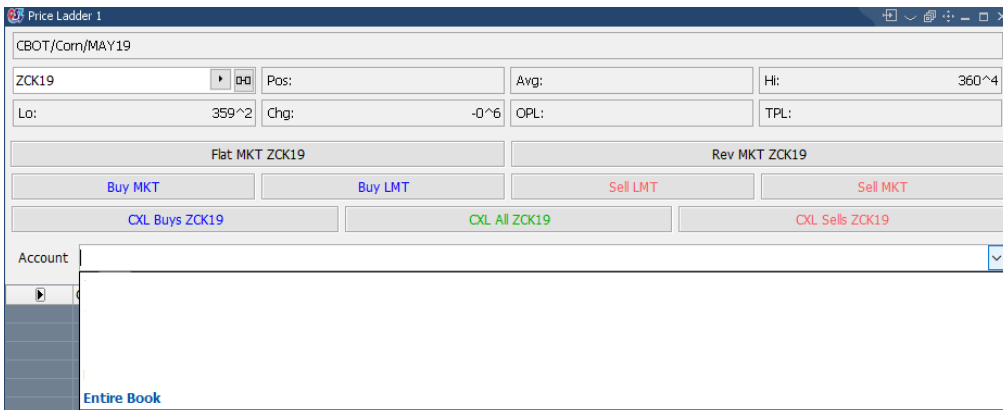 Price Ladder 1
CBOT/Corn/MAY19
ZCK19 Pos: Avg: Hi: 360^4
Lo: 359^2 Chg: -0^6 OPL: TPL:
Flat MKT ZCK19 Rev MKT ZCK19
Buy MKT Buy LMT Sell LMT Sell MKT
CXL Buys ZCK19 CXL All ZCK19 CXL Sells ZCK19
Account
Entire Book